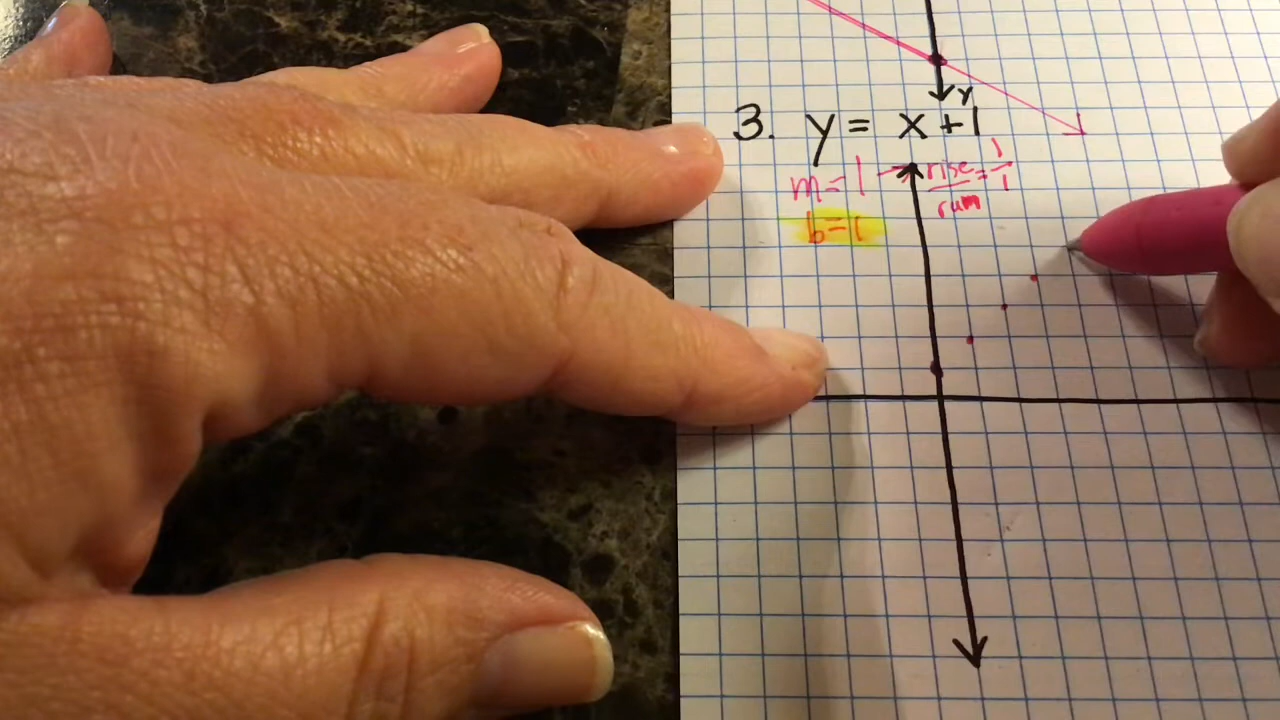 Y
3. y = x + 1
m = 1 → rise/run = 1/1
b = 1